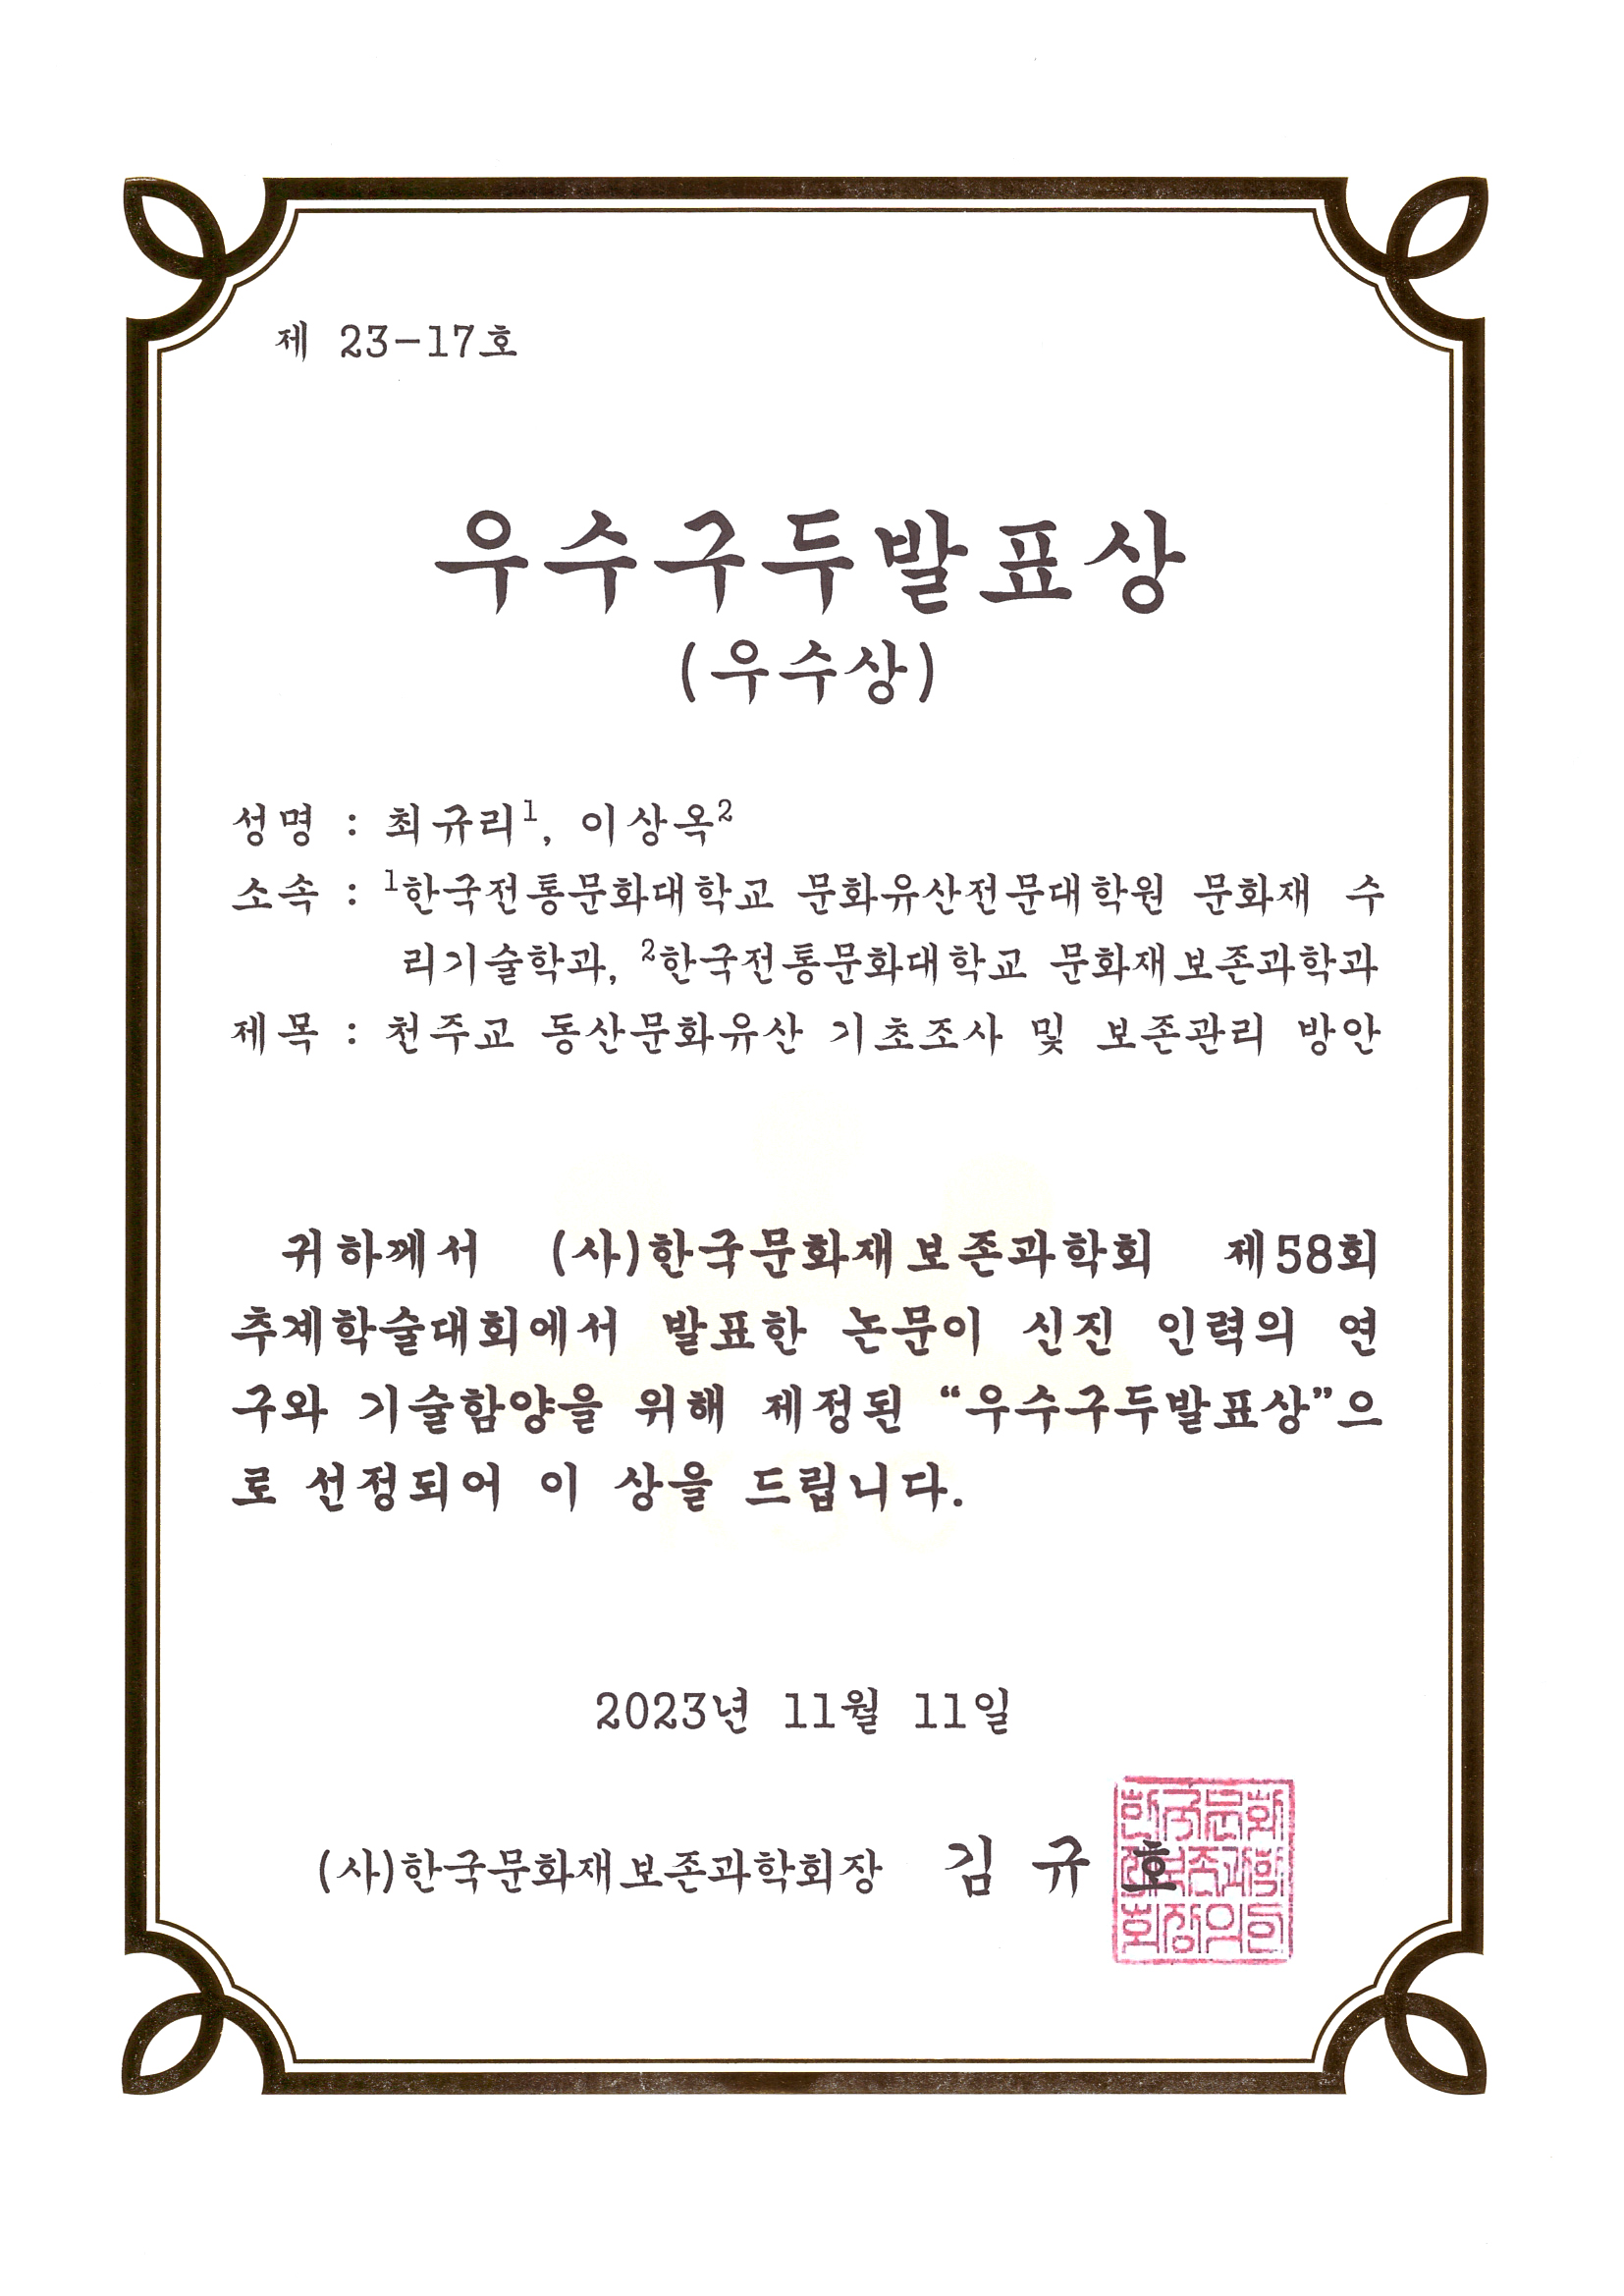 제 23-17호
우수구두발표상
(우수상)
성명 : 최규리¹, 이상옥²
소속 : ¹한국전통문화대학교 문화유산전문대학원 문화재 수
리기술학과, ²한국전통문화대학교 문화재보존과학과
제목 : 천주교 동산문화유산 기초조사 및 보존관리 방안
귀하께서 (사)한국문화재보존과학회 제58회
추계학술대회에서 발표한 논문이 신진 인력의 연
구와 기술함양을 위해 제정된 “우수구두발표상”으
로 선정되어 이 상을 드립니다.
2023년 11월 11일
(사)한국문화재보존과학회장 김 규 호
한국문화
재보존과학
회장의인